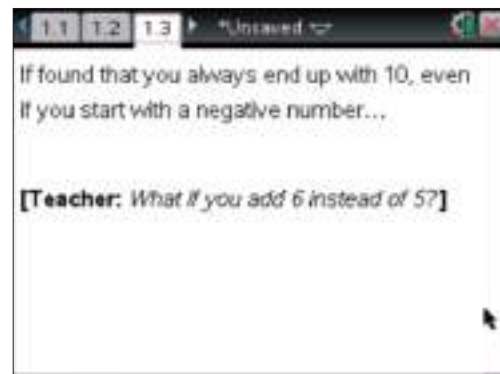 1.1 1.2 1.3 *Unsaved
If found that you always end up with 10, even
if you start with a negative number...
[Teacher: What if you add 6 instead of 5?]